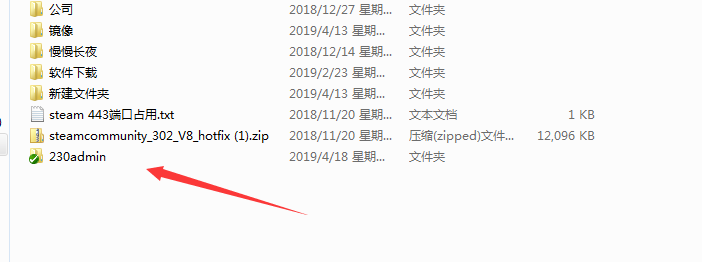 公司 2018/12/27 星期... 文件夹
镜像 2019/4/13 星期... 文件夹
慢慢长夜 2018/12/14 星期... 文件夹
软件下载 2019/2/23 星期... 文件夹
新建文件夹 2019/4/13 星期... 文件夹
steam 443端口占用.txt 2018/11/20 星期... 文本文档 1 KB
steamcommunity_302_V8_hotfix (1).zip 2018/11/20 星期... 压缩(zipped)文件... 12,096 KB
230admin 2019/4/18 星期... 文件夹